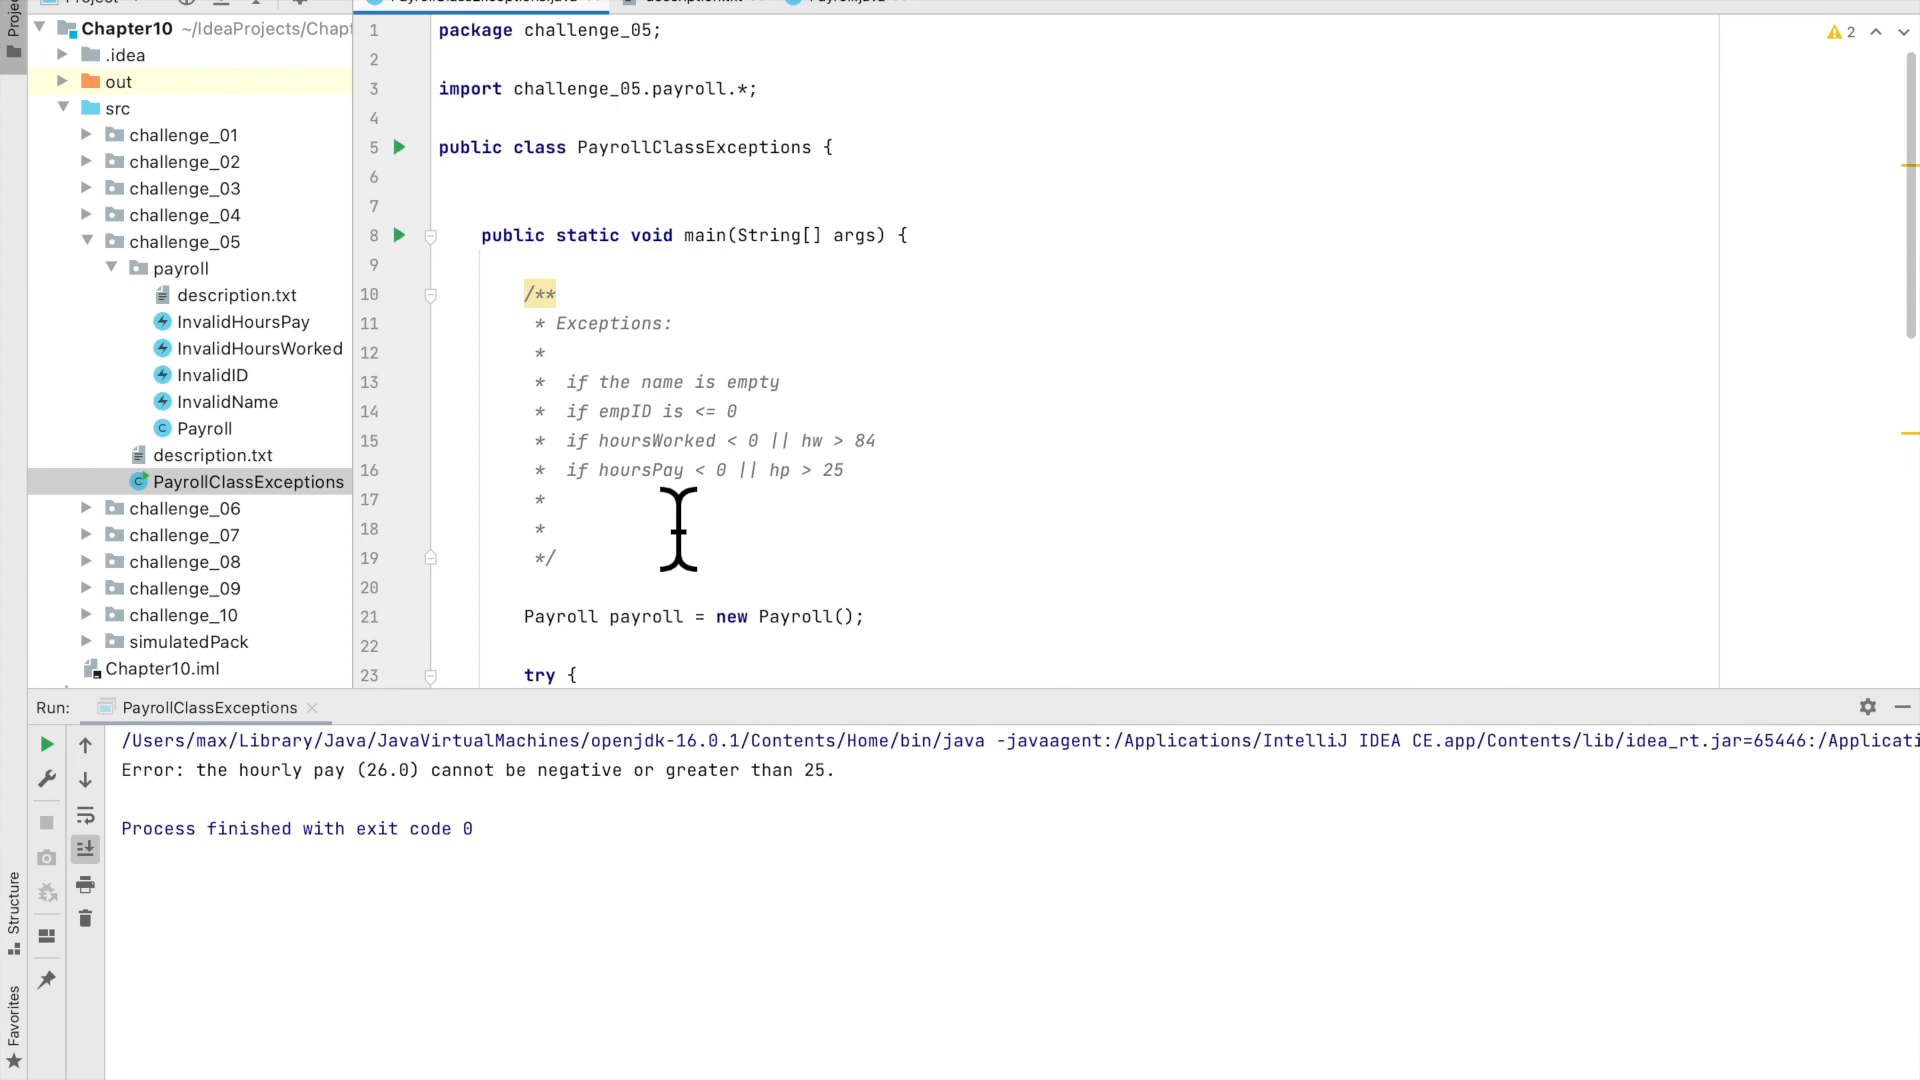 Project
Chapter10 ~/IdeaProjects/Chapt
.idea
out
src
challenge_01
challenge_02
challenge_03
challenge_04
challenge_05
payroll
description.txt
InvalidHoursPay
InvalidHoursWorked
InvalidID
InvalidName
Payroll
description.txt
PayrollClassExceptions
challenge_06
challenge_07
challenge_08
challenge_09
challenge_10
simulatedPack
Chapter10.iml
PayrollClassExceptions.java description.txt Payroll.java
2
1 package challenge_05;
2
3 import challenge_05.payroll.*;
4
5 public class PayrollClassExceptions {
6
7
8 public static void main(String[] args) {
9
10 /**
11 * Exceptions:
12 *
13 * if the name is empty
14 * if empID is <= 0
15 * if hoursWorked < 0 || hw > 84
16 * if hoursPay < 0 || hp > 25
17 *
18 *
19 */
20
21 Payroll payroll = new Payroll();
22
23 try {
Run: PayrollClassExceptions
/Users/max/Library/Java/JavaVirtualMachines/openjdk-16.0.1/Contents/Home/bin/java -javaagent:/Applications/IntelliJ IDEA CE.app/Contents/lib/idea_rt.jar=65446:/Applicati
Error: the hourly pay (26.0) cannot be negative or greater than 25.
Process finished with exit code 0
Structure
Favorites